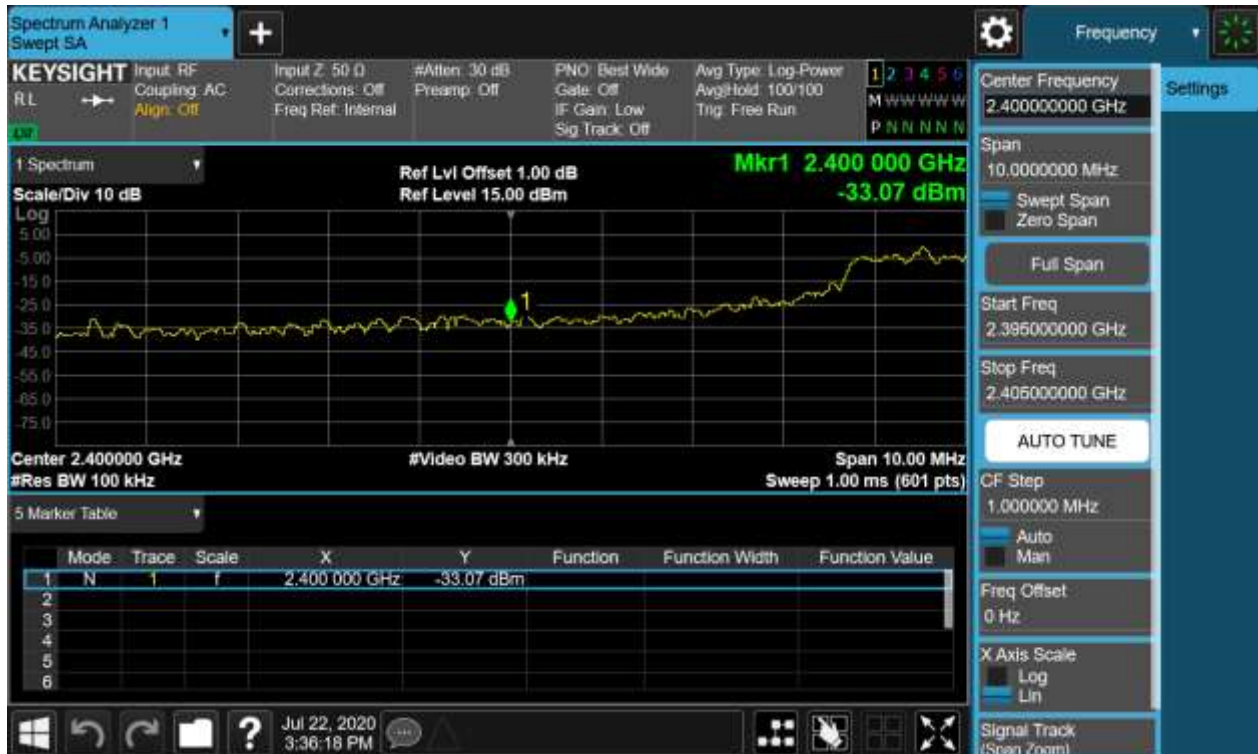 Spectrum Analyzer 1
Swept SA
Frequency
KEYSIGHT
RL
Input: RF
Coupling: AC
Align: Off
Input Z: 50 Ω
Corrections: Off
Freq Ref: Internal
#Atten: 30 dB
Preamp: Off
PNO: Best Wide
Gate: Off
IF Gain: Low
Sig Track: Off
Avg Type: Log-Power
Avg|Hold: 100/100
Trig: Free Run
1 2 3 4 5 6
M W W W W W
P N N N N N
1 Spectrum
Scale/Div 10 dB
Ref Lvl Offset 1.00 dB
Ref Level 15.00 dBm
Mkr1 2.400 000 GHz
-33.07 dBm
Log
5.00
-5.00
-15.0
-25.0
-35.0
-45.0
-55.0
-65.0
-75.0
1
Center 2.400000 GHz
#Video BW 300 kHz
Span 10.00 MHz
#Res BW 100 kHz
Sweep 1.00 ms (601 pts)
5 Marker Table
Mode Trace Scale X Y Function Function Width Function Value
1 N 1 f 2.400 000 GHz -33.07 dBm
2
3
4
5
6
Jul 22, 2020
3:36:18 PM
Center Frequency
2.400000000 GHz
Settings
Span
10.0000000 MHz
Swept Span
Zero Span
Full Span
Start Freq
2.395000000 GHz
Stop Freq
2.405000000 GHz
AUTO TUNE
CF Step
1.000000 MHz
Auto
Man
Freq Offset
0 Hz
X Axis Scale
Log
Lin
Signal Track
(Span Zoom)